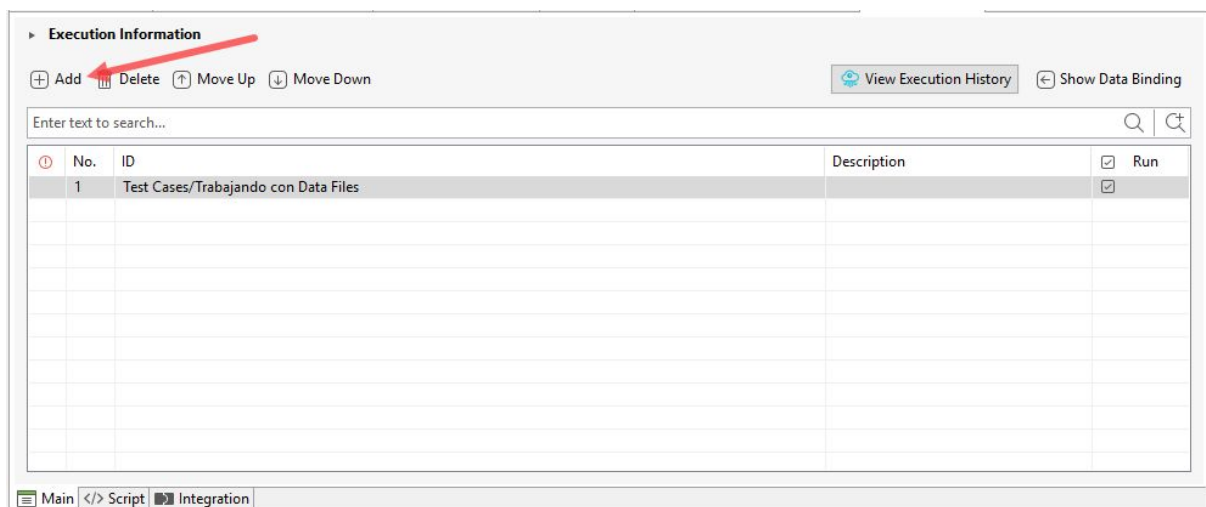 Execution Information
Add Delete Move Up Move Down View Execution History Show Data Binding
Enter text to search...
No. ID Description Run
1 Test Cases/Trabajando con Data Files
Main </> Script Integration